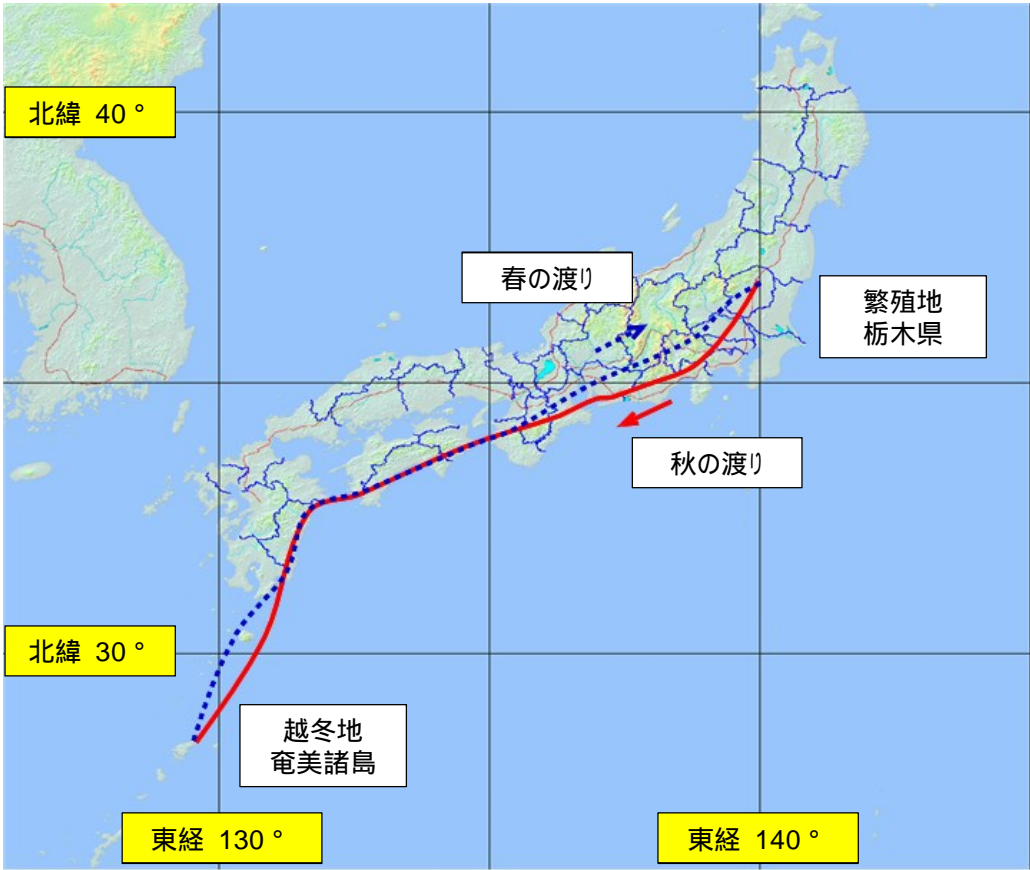 北緯 40 °
春の渡り
繁殖地
栃木県
秋の渡り
北緯 30 °
越冬地
奄美諸島
東経 130 °
東経 140 °